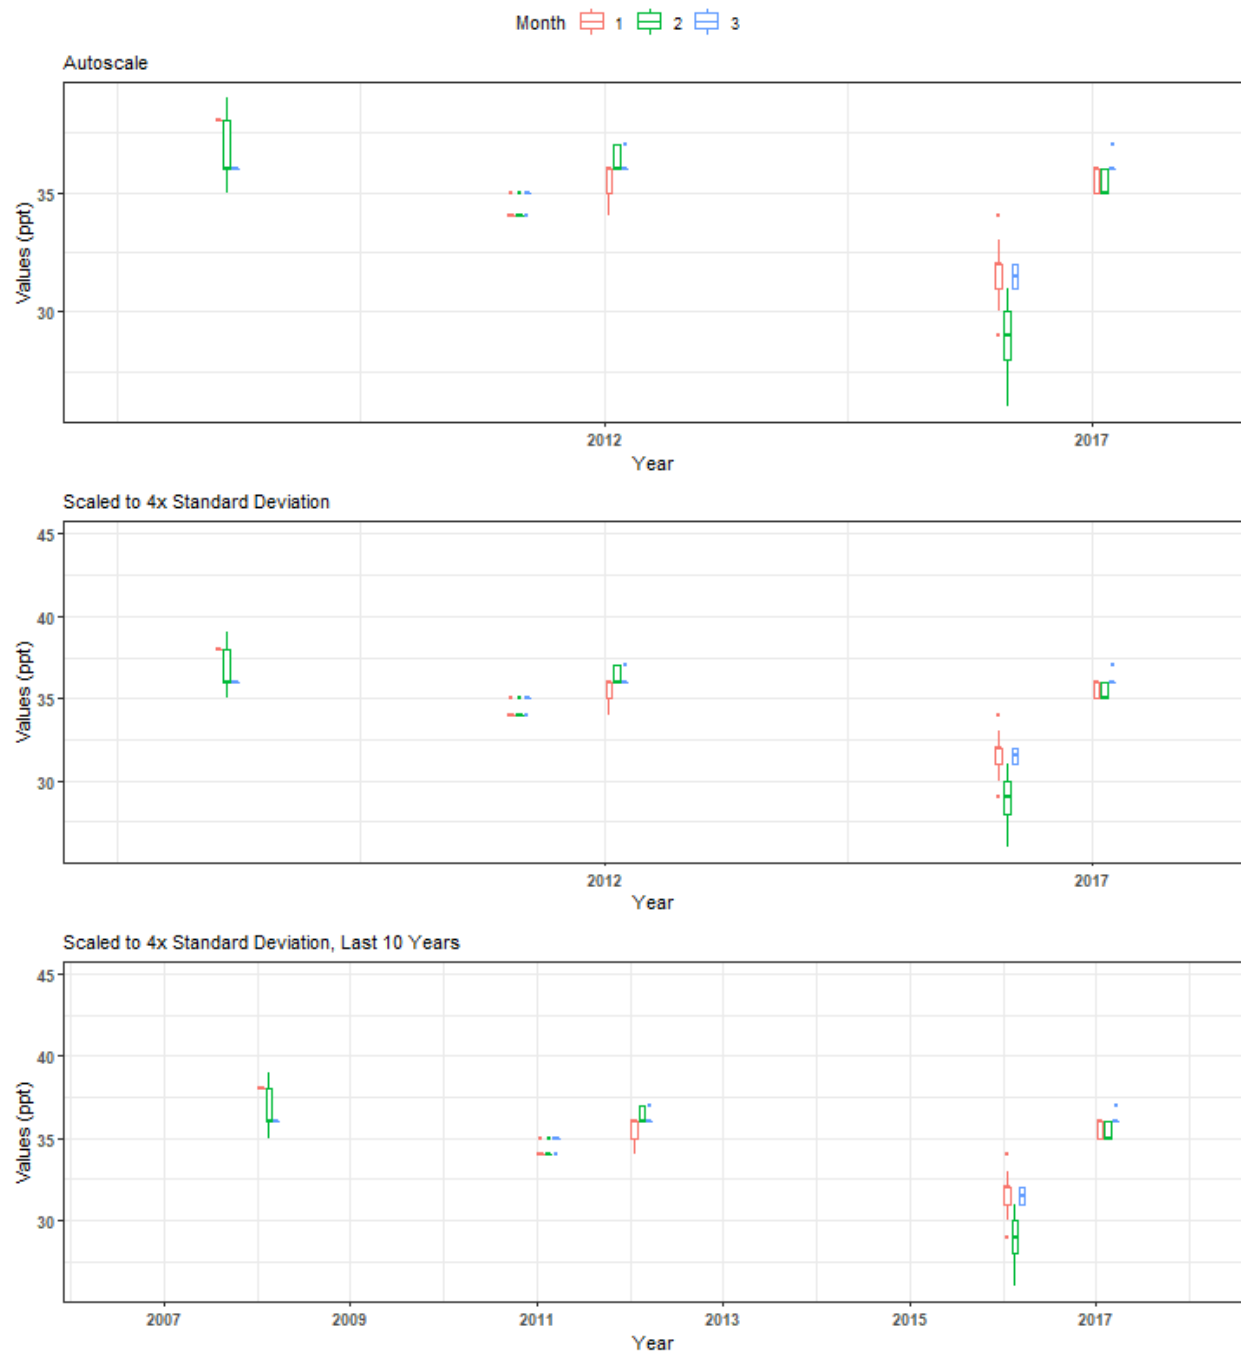 Month 1 2 3
Autoscale
Values (ppt)
35
30
2012 2017
Year
Scaled to 4x Standard Deviation
Values (ppt)
45
40
35
30
2012 2017
Year
Scaled to 4x Standard Deviation, Last 10 Years
Values (ppt)
45
40
35
30
2007 2009 2011 2013 2015 2017
Year